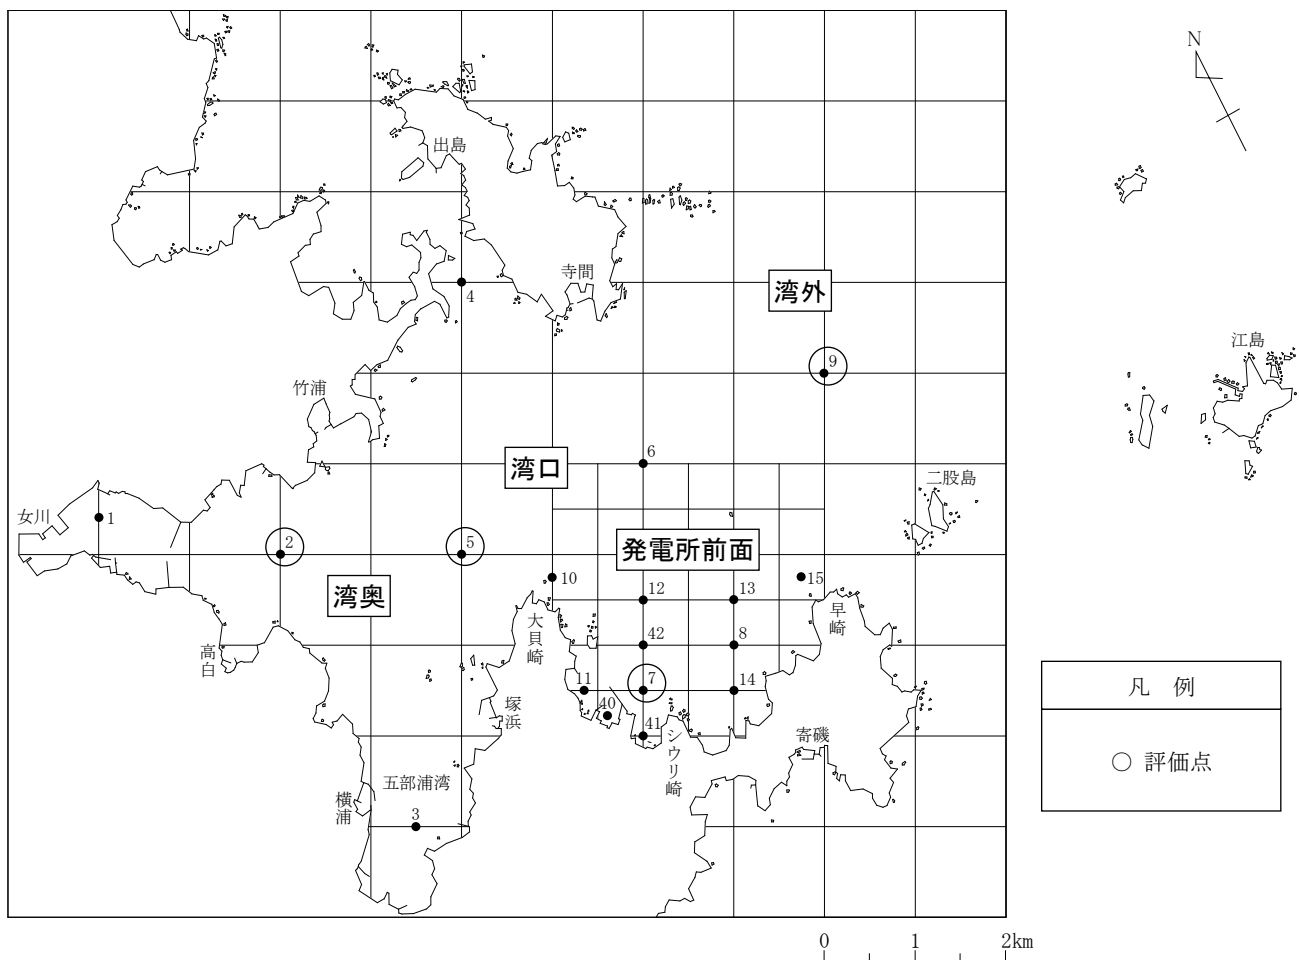 N
出島
寺間
4
湾外
9
江島
竹浦
6
湾口
二股島
女川
1
2
5
発電所前面
湾奥
10
12
13
15
大貝崎
早崎
高白
42
8
11
7
14
40
塚浜
41
シウリ崎
寄磯
五部浦湾
横浦
3
凡 例
○ 評価点
0 1 2km